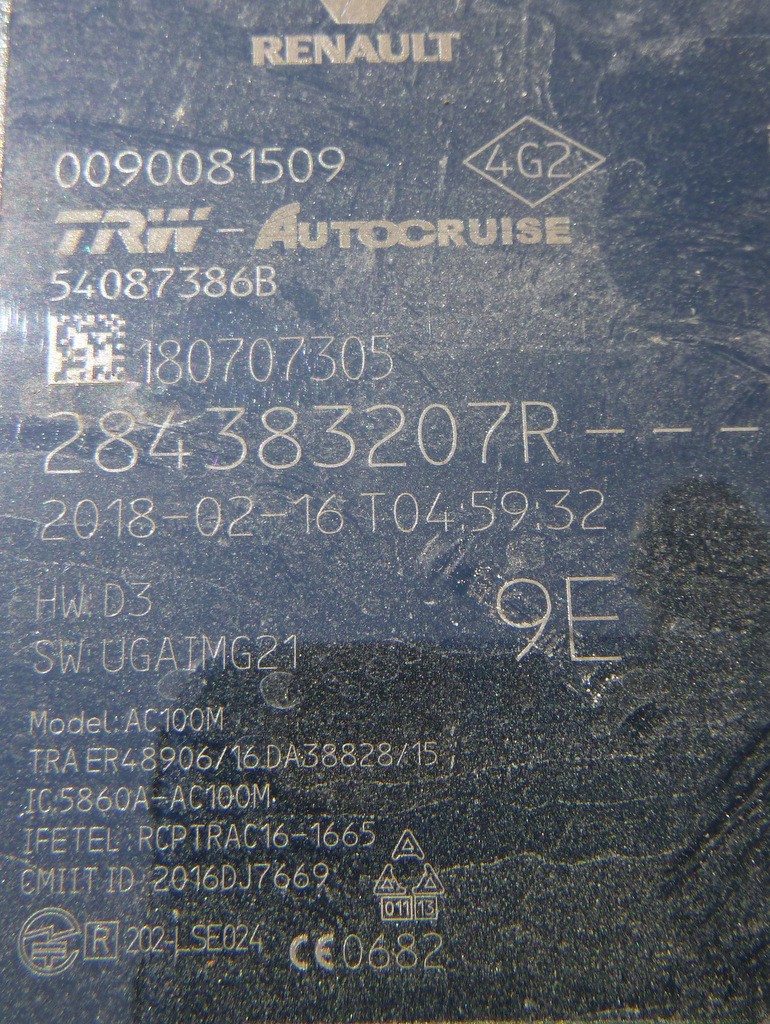 RENAULT
0090081509 4G2
TRW-AUTOCRUISE
54087386B
180707305
284383207R---
2018-02-16 T04:59:32
HW: D3 9E
SW: UGAIMG21
Model: AC100M
TRA ER48906/16 DA38828/15
IC:5860A-AC100M
IFETEL: RCPTRAC16-1665
CMIIT ID: 2016DJ7669
011 13
R 202-LSE024 CE0682